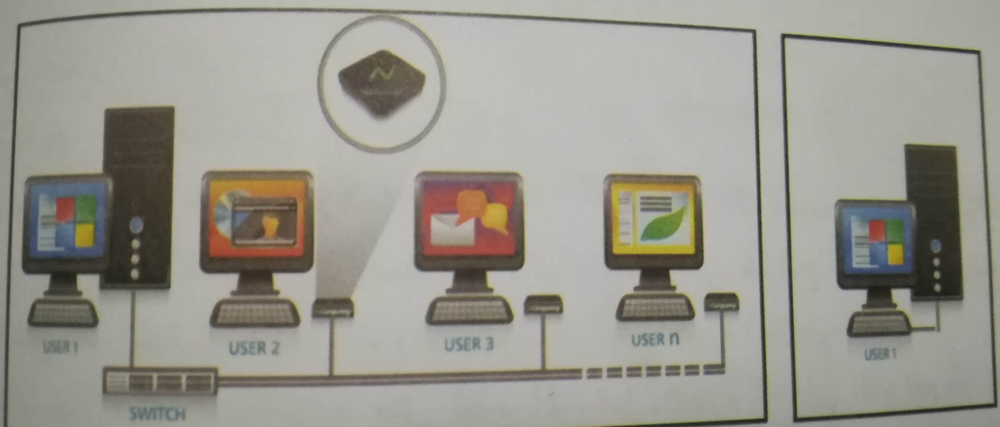 USER 1
USER 2
USER 3
USER n
USER 1
SWITCH